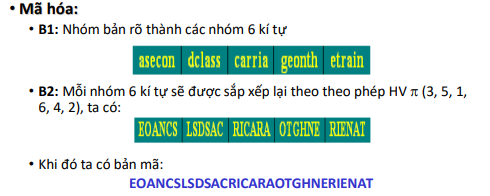 • Mã hóa:
• B1: Nhóm bản rõ thành các nhóm 6 kí tự
asecon dclass carria geonth etrain
• B2: Mỗi nhóm 6 kí tự sẽ được sắp xếp lại theo theo phép HV π (3, 5, 1,
6, 4, 2), ta có:
EOANCS LSDSAC RICARA OTGHNE RIENAT
• Khi đó ta có bản mã:
EOANCSLSDSACRICARAOTGHNERIENAT